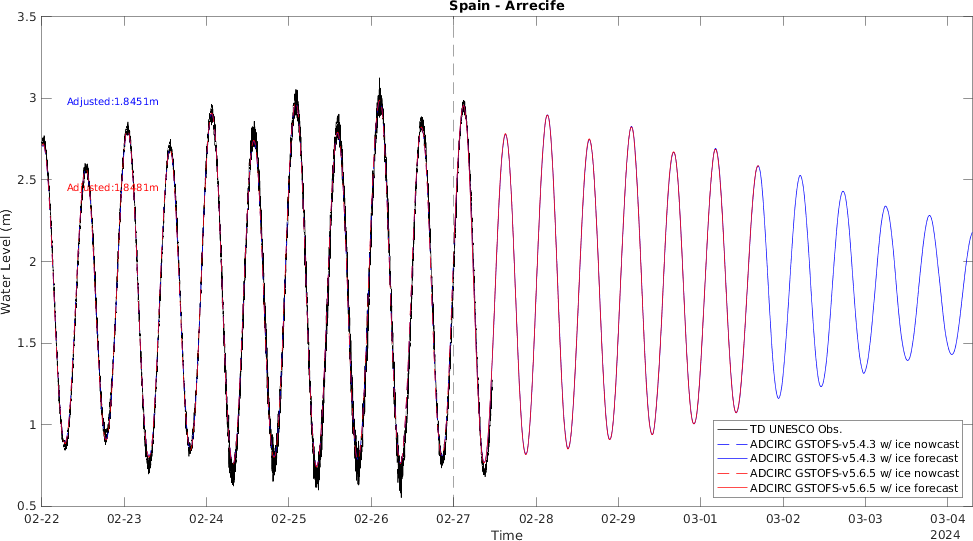 Spain - Arrecife
3.5
3
2.5
2
1.5
1
0.5
Water Level (m)
Adjusted:1.8451m
Adjusted:1.8481m
TD UNESCO Obs.
ADCIRC GSTOFS-v5.4.3 w/ ice nowcast
ADCIRC GSTOFS-v5.4.3 w/ ice forecast
ADCIRC GSTOFS-v5.6.5 w/ ice nowcast
ADCIRC GSTOFS-v5.6.5 w/ ice forecast
02-22 02-23 02-24 02-25 02-26 02-27 02-28 02-29 03-01 03-02 03-03 03-04
2024
Time